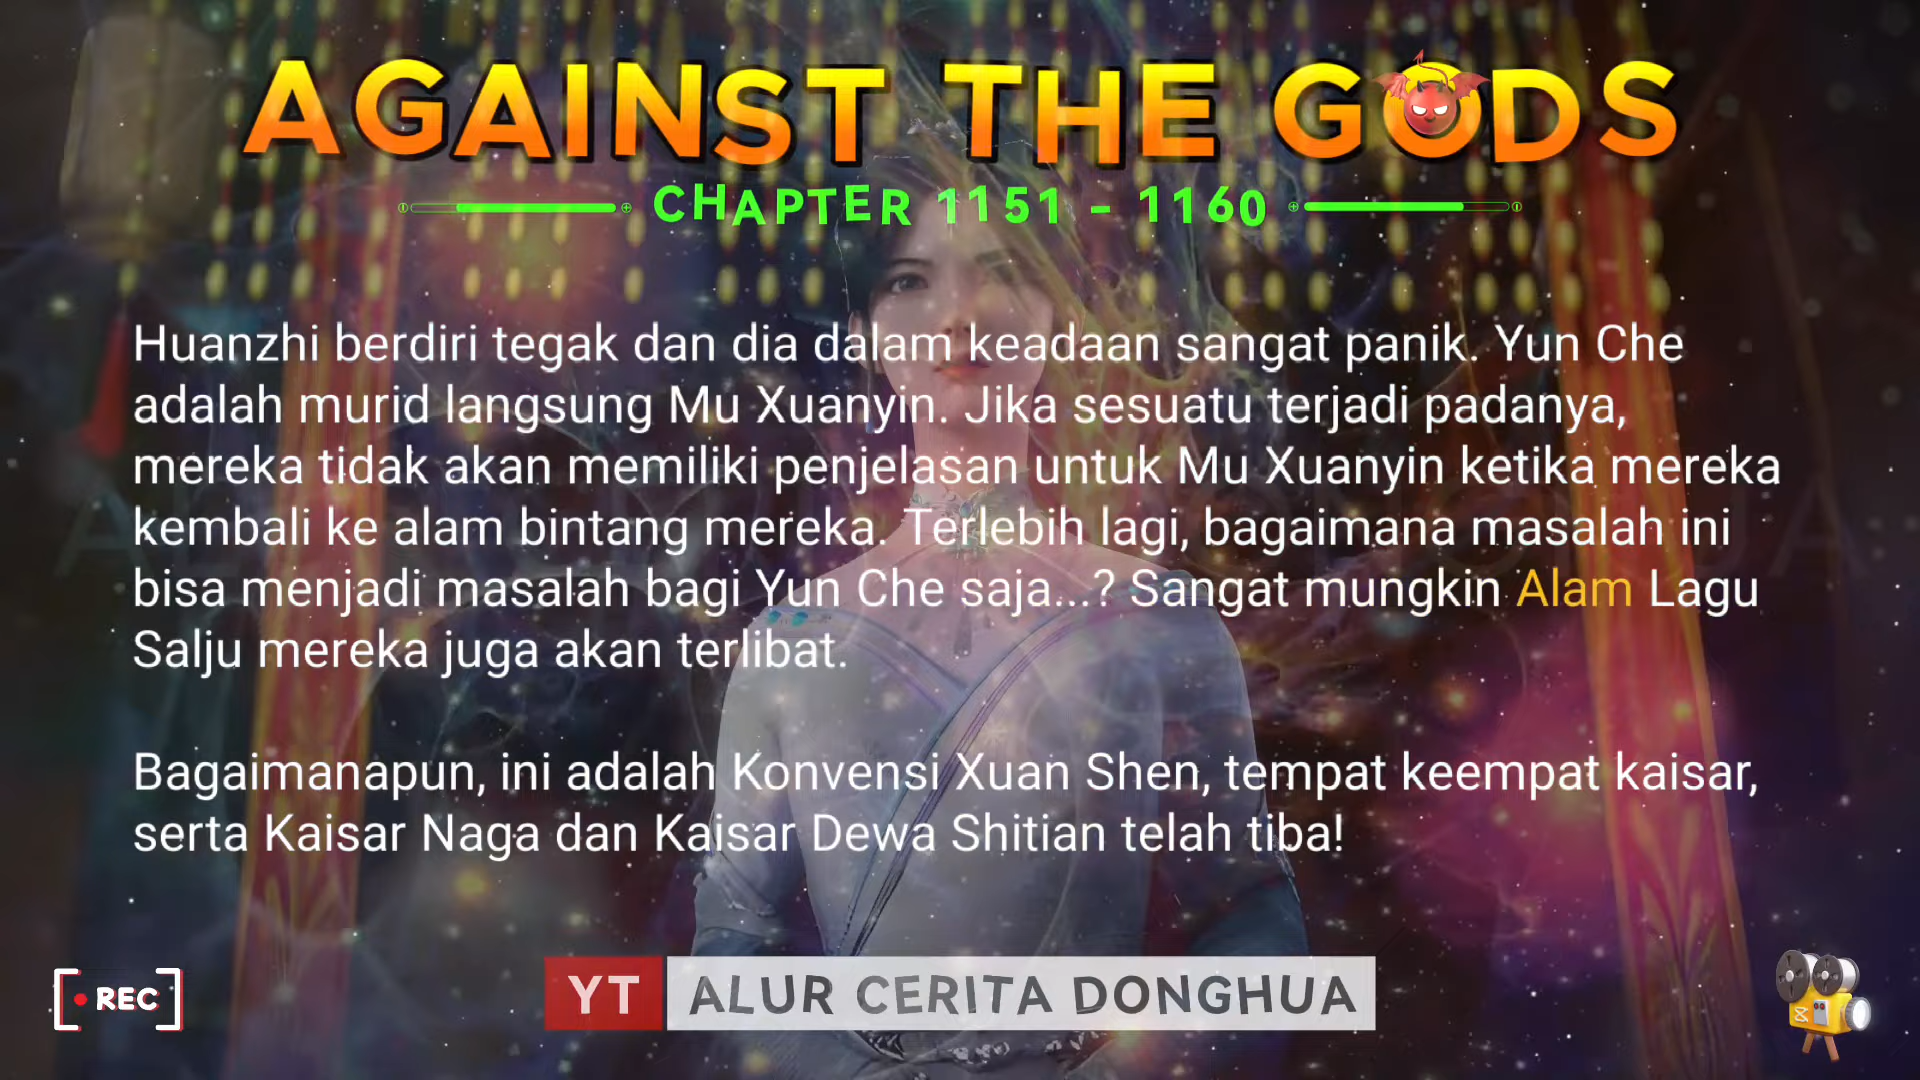 AGAINST THE GODS
CHAPTER 1151 - 1160
Huanzhi berdiri tegak dan dia dalam keadaan sangat panik. Yun Che
adalah murid langsung Mu Xuanyin. Jika sesuatu terjadi padanya,
mereka tidak akan memiliki penjelasan untuk Mu Xuanyin ketika mereka
kembali ke alam bintang mereka. Terlebih lagi, bagaimana masalah ini
bisa menjadi masalah bagi Yun Che saja...? Sangat mungkin Alam Lagu
Salju mereka juga akan terlibat.
Bagaimanapun, ini adalah Konvensi Xuan Shen, tempat keempat kaisar,
serta Kaisar Naga dan Kaisar Dewa Shitian telah tiba!
REC
YT ALUR CERITA DONGHUA